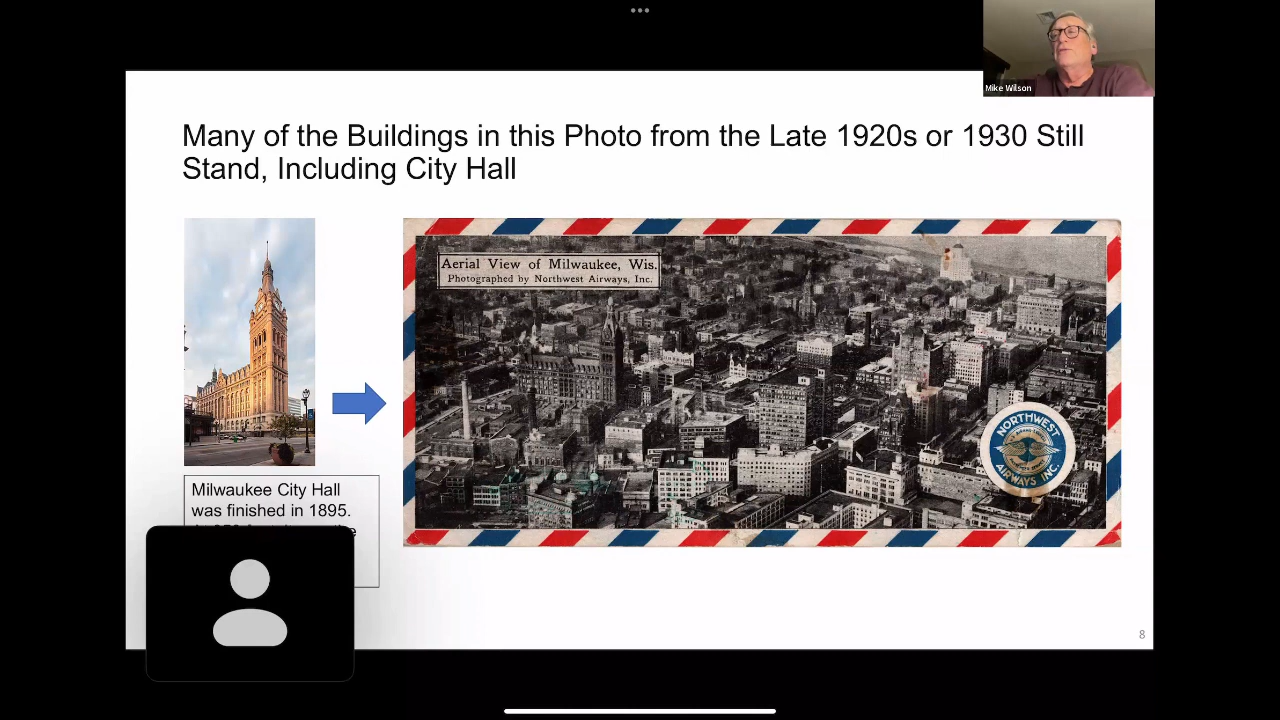 Mike Wilson
Many of the Buildings in this Photo from the Late 1920s or 1930 Still
Stand, Including City Hall
Aerial View of Milwaukee, Wis.
Photographed by Northwest Airways, Inc.
NORTHWEST
AIRWAYS INC.
Milwaukee City Hall
was finished in 1895.
8